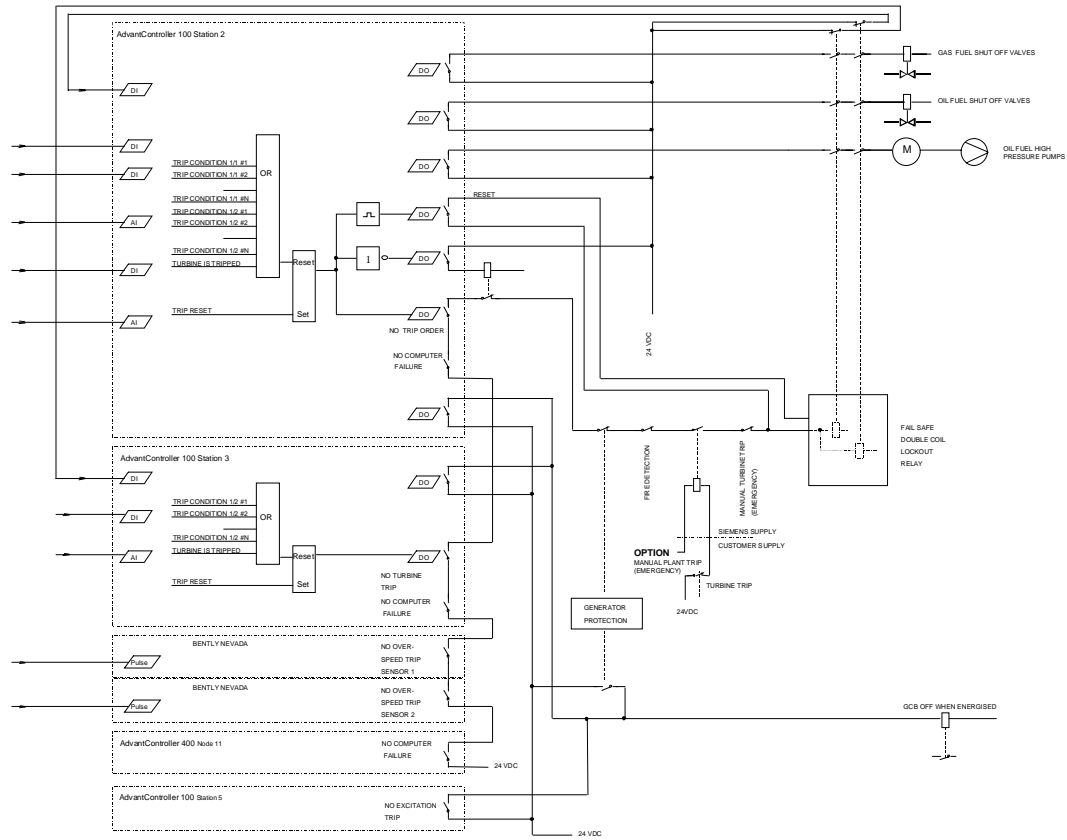 AdvantController 100 Station 2
DI
DI
DI
AI
DI
AI
TRIP CONDITION 1/1 #1
TRIP CONDITION 1/1 #2
TRIP CONDITION 1/1 #N
TRIP CONDITION 1/2 #1
TRIP CONDITION 1/2 #2
TRIP CONDITION 1/2 #N
TURBINE IS TRIPPED
TRIP RESET
OR
Reset
Set
1
DO
DO
DO
DO
DO
DO
NO TRIP ORDER
NO COMPUTER
FAILURE
DO
RESET
24 VDC
GAS FUEL SHUT OFF VALVES
OIL FUEL SHUT OFF VALVES
M
OIL FUEL HIGH
PRESSURE PUMPS
FAIL SAFE
DOUBLE COIL
LOCKOUT
RELAY
FIRE DETECTION
MANUAL TURBINE TRIP
(EMERGENCY)
SIEMENS SUPPLY
CUSTOMER SUPPLY
OPTION
MANUAL PLANT TRIP
(EMERGENCY)
TURBINE TRIP
24VDC
GENERATOR
PROTECTION
GCB OFF WHEN ENERGISED
AdvantController 100 Station 3
DI
DI
AI
TRIP CONDITION 1/2 #1
TRIP CONDITION 1/2 #2
TRIP CONDITION 1/2 #N
TURBINE IS TRIPPED
TRIP RESET
OR
Reset
Set
DO
DO
NO TURBINE
TRIP
NO COMPUTER
FAILURE
BENTLY NEVADA
Pulse
NO OVER-
SPEED TRIP
SENSOR 1
BENTLY NEVADA
Pulse
NO OVER-
SPEED TRIP
SENSOR 2
AdvantController 400 Node 11
NO COMPUTER
FAILURE
24 VDC
AdvantController 100 Station 5
NO EXCITATION
TRIP
24 VDC